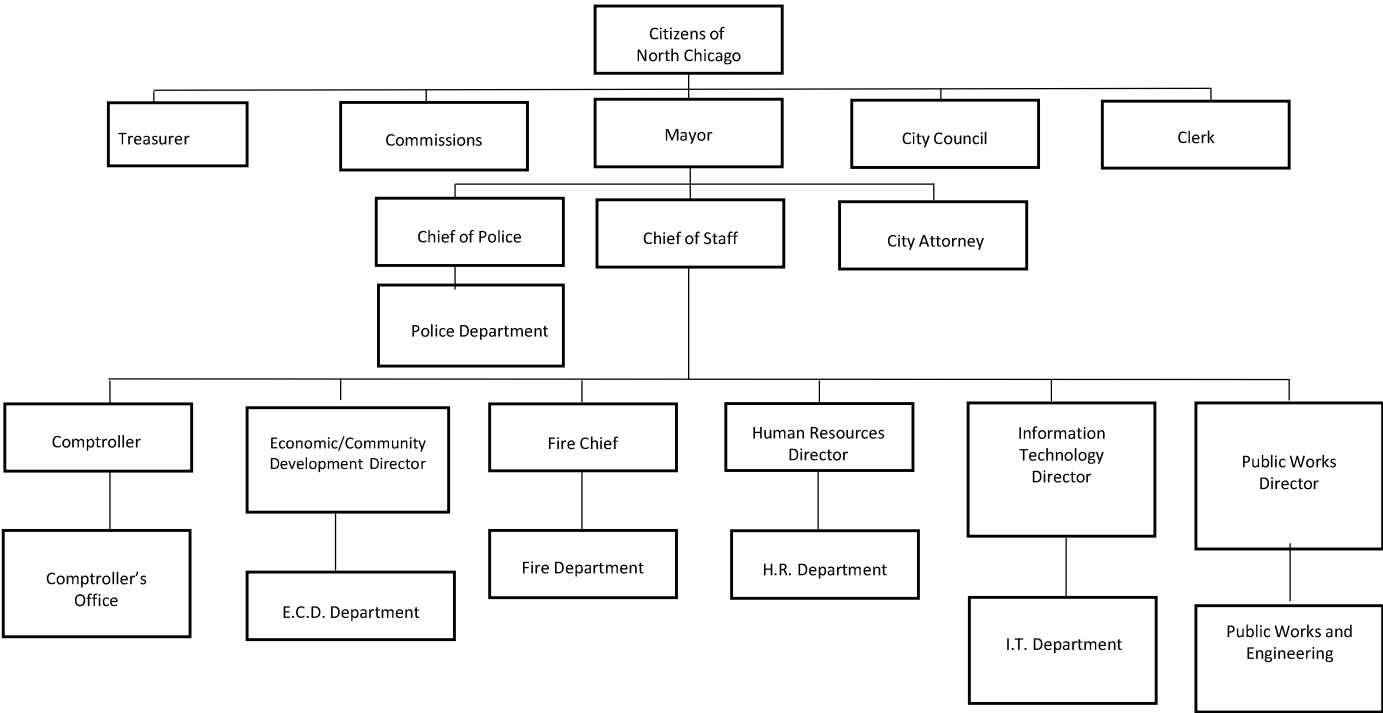 Citizens of
North Chicago
Treasurer
Commissions
Mayor
City Council
Clerk
Chief of Police
Chief of Staff
City Attorney
Police Department
Comptroller
Economic/Community
Development Director
Fire Chief
Human Resources
Director
Information
Technology
Director
Public Works
Director
Comptroller’s
Office
E.C.D. Department
Fire Department
H.R. Department
I.T. Department
Public Works and
Engineering